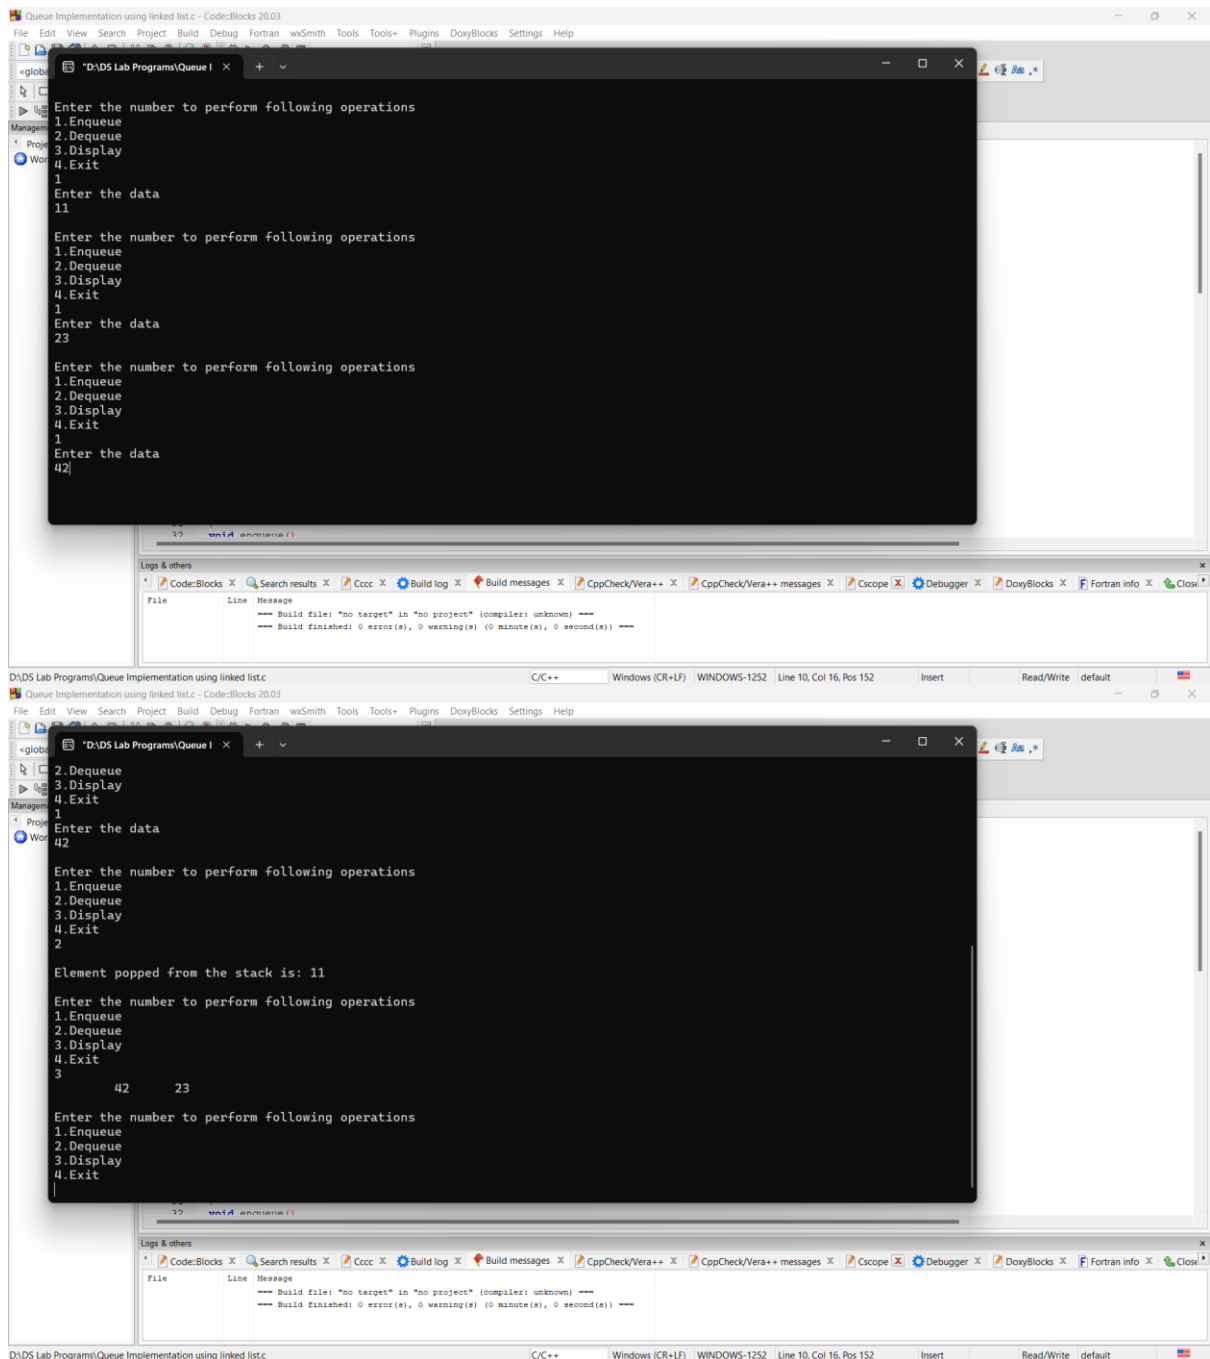 Queue Implementation using linked list.c - Code::Blocks 20.03
File Edit View Search Project Build Debug Fortran wxSmith Tools Tools+ Plugins DoxyBlocks Settings Help
"D:\DS Lab Programs\Queue I
Enter the number to perform following operations
1.Enqueue
2.Dequeue
3.Display
4.Exit
1
Enter the data
11
Enter the number to perform following operations
1.Enqueue
2.Dequeue
3.Display
4.Exit
1
Enter the data
23
Enter the number to perform following operations
1.Enqueue
2.Dequeue
3.Display
4.Exit
1
Enter the data
42
32 void enqueue()
Logs & others
Code::Blocks X Search results X Cccc X Build log X Build messages X CppCheck/Vera++ X CppCheck/Vera++ messages X Cscope X Debugger X DoxyBlocks X Fortran info X Close
File Line Message
=== Build file: "no target" in "no project" (compiler: unknown) ===
=== Build finished: 0 error(s), 0 warning(s) (0 minute(s), 0 second(s)) ===
D:\DS Lab Programs\Queue Implementation using linked list.c C/C++ Windows (CR+LF) WINDOWS-1252 Line 10, Col 16, Pos 152 Insert Read/Write default
Queue Implementation using linked list.c - Code::Blocks 20.03
File Edit View Search Project Build Debug Fortran wxSmith Tools Tools+ Plugins DoxyBlocks Settings Help
"D:\DS Lab Programs\Queue I
2.Dequeue
3.Display
4.Exit
1
Enter the data
42
Enter the number to perform following operations
1.Enqueue
2.Dequeue
3.Display
4.Exit
2
Element popped from the stack is: 11
Enter the number to perform following operations
1.Enqueue
2.Dequeue
3.Display
4.Exit
3
42 23
Enter the number to perform following operations
1.Enqueue
2.Dequeue
3.Display
4.Exit
32 void enqueue()
Logs & others
Code::Blocks X Search results X Cccc X Build log X Build messages X CppCheck/Vera++ X CppCheck/Vera++ messages X Cscope X Debugger X DoxyBlocks X Fortran info X Close
File Line Message
=== Build file: "no target" in "no project" (compiler: unknown) ===
=== Build finished: 0 error(s), 0 warning(s) (0 minute(s), 0 second(s)) ===
D:\DS Lab Programs\Queue Implementation using linked list.c C/C++ Windows (CR+LF) WINDOWS-1252 Line 10, Col 16, Pos 152 Insert Read/Write default